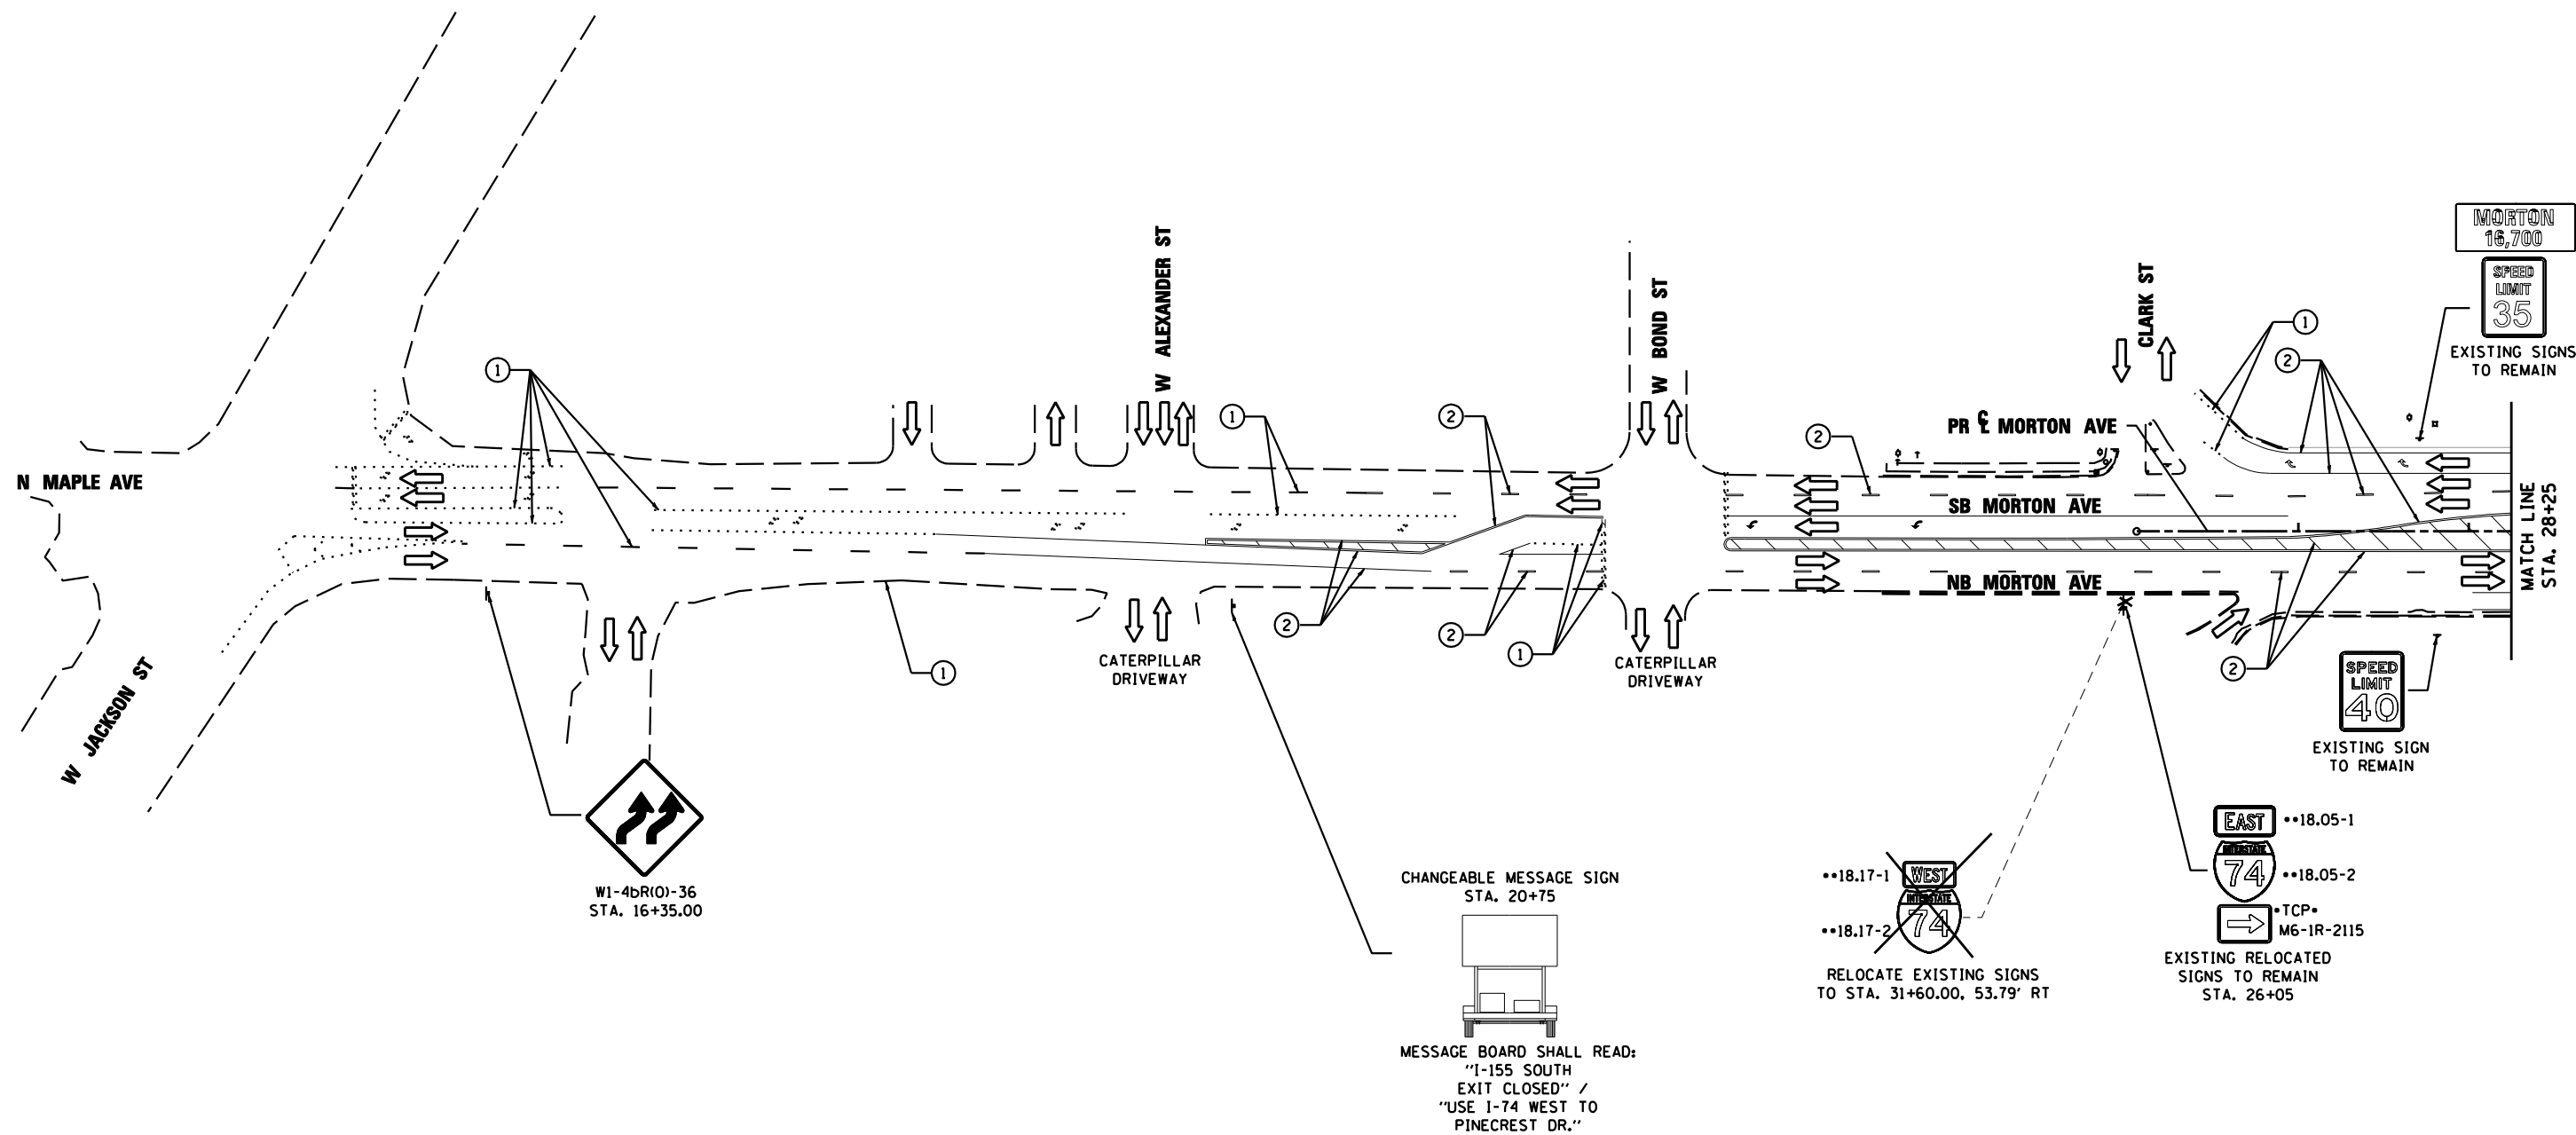 MORTON
16,700
SPEED
LIMIT
35
EXISTING SIGNS
TO REMAIN
W ALEXANDER ST
W BOND ST
CLARK ST
1
2
1
1
2
2
PR ℄ MORTON AVE
N MAPLE AVE
SB MORTON AVE
MATCH LINE
STA. 28+25
NB MORTON AVE
2
2
1
1
2
CATERPILLAR
DRIVEWAY
CATERPILLAR
DRIVEWAY
W JACKSON ST
SPEED
LIMIT
40
EXISTING SIGN
TO REMAIN
W1-4bR(O)-36
STA. 16+35.00
CHANGEABLE MESSAGE SIGN
STA. 20+75
MESSAGE BOARD SHALL READ:
"I-155 SOUTH
EXIT CLOSED" /
"USE I-74 WEST TO
PINECREST DR."
••18.17-1
WEST
INTERSTATE
74
••18.17-2
RELOCATE EXISTING SIGNS
TO STA. 31+60.00, 53.79' RT
EAST ••18.05-1
INTERSTATE
74 ••18.05-2
•TCP•
M6-1R-2115
EXISTING RELOCATED
SIGNS TO REMAIN
STA. 26+05